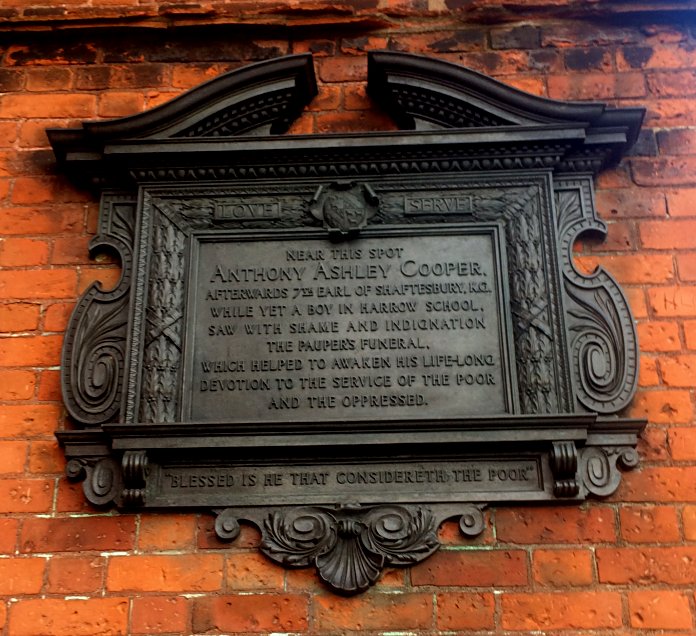 LOVE SERVE
NEAR THIS SPOT
ANTHONY ASHLEY COOPER,
AFTERWARDS 7TH EARL OF SHAFTESBURY, K.G.
WHILE YET A BOY IN HARROW SCHOOL,
SAW WITH SHAME AND INDIGNATION
THE PAUPER'S FUNERAL,
WHICH HELPED TO AWAKEN HIS LIFE-LONG
DEVOTION TO THE SERVICE OF THE POOR
AND THE OPPRESSED.
"BLESSED IS HE THAT CONSIDERETH THE POOR"